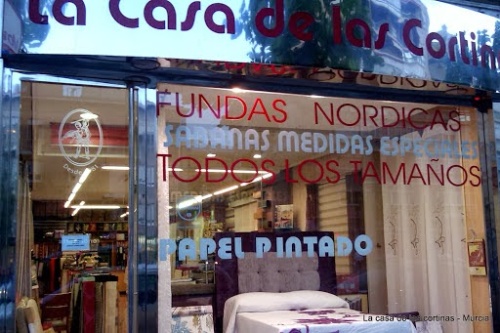 La Casa de las Cortin
FUNDAS NORDICAS
SABANAS MEDIDAS ESPECIALES
TODOS LOS TAMAÑOS
PAPEL PINTADO
La casa de las cortinas - Murcia